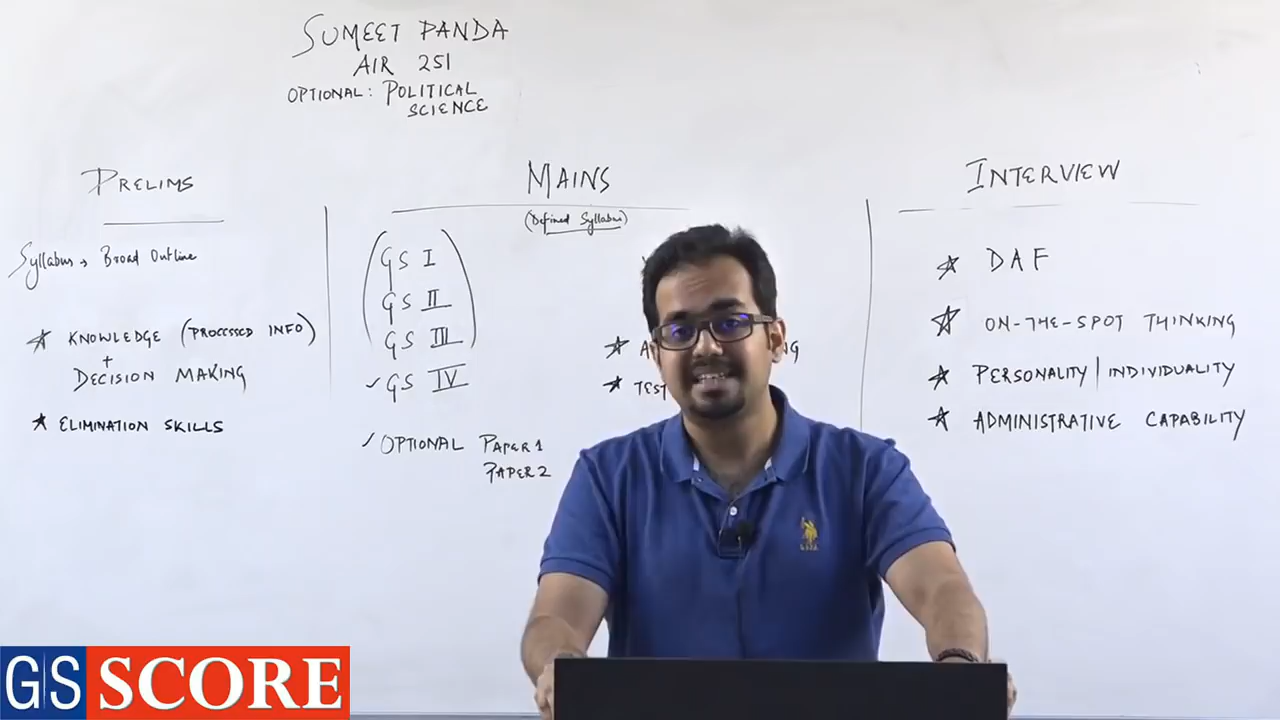 SUMEET PANDA
AIR 251
OPTIONAL: POLITICAL
SCIENCE
PRELIMS
Syllabus → Broad Outline
★ KNOWLEDGE (PROCESSED INFO)
+
DECISION MAKING
★ ELIMINATION SKILLS
MAINS
(Defined Syllabus)
GS I
GS II
GS III
✓ GS IV
✓ OPTIONAL PAPER 1
PAPER 2
★
★ TEST
INTERVIEW
★ DAF
★ ON-THE-SPOT THINKING
★ PERSONALITY | INDIVIDUALITY
★ ADMINISTRATIVE CAPABILITY
GS SCORE